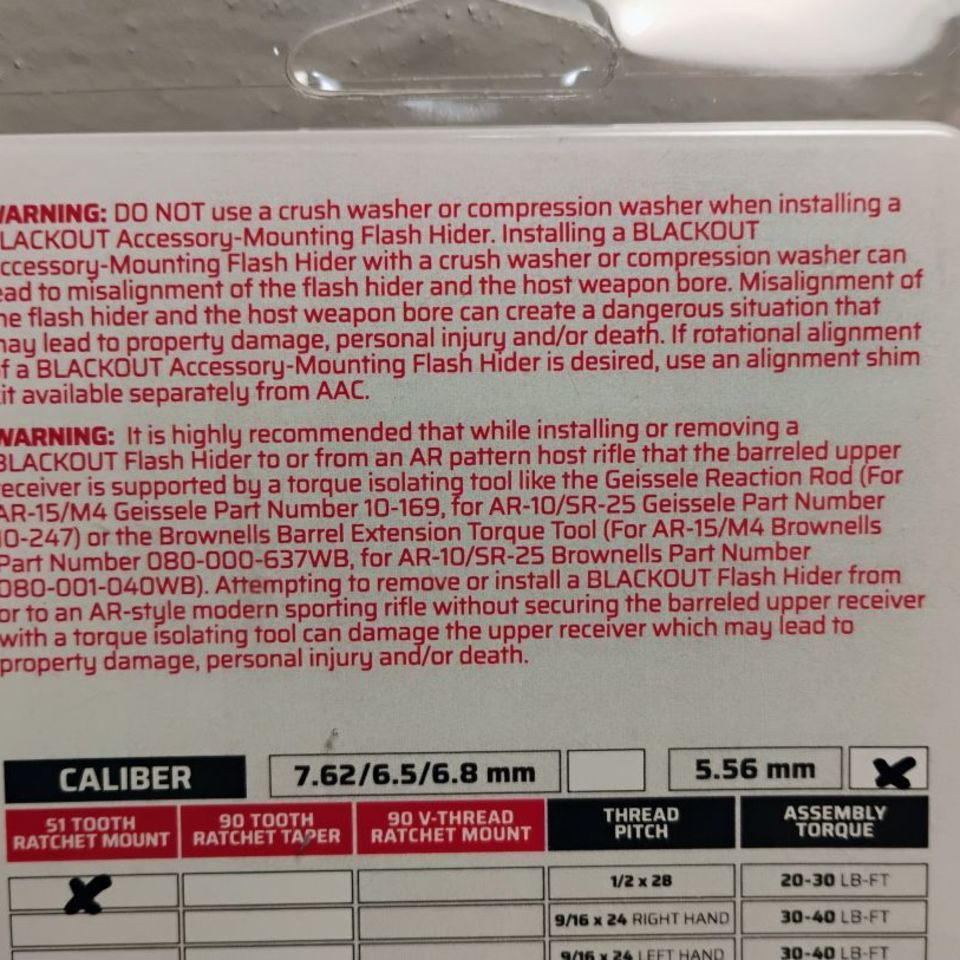 WARNING: DO NOT use a crush washer or compression washer when installing a
BLACKOUT Accessory-Mounting Flash Hider. Installing a BLACKOUT
Accessory-Mounting Flash Hider with a crush washer or compression washer can
lead to misalignment of the flash hider and the host weapon bore. Misalignment of
the flash hider and the host weapon bore can create a dangerous situation that
may lead to property damage, personal injury and/or death. If rotational alignment
of a BLACKOUT Accessory-Mounting Flash Hider is desired, use an alignment shim
kit available separately from AAC.
WARNING: It is highly recommended that while installing or removing a
BLACKOUT Flash Hider to or from an AR pattern host rifle that the barreled upper
receiver is supported by a torque isolating tool like the Geissele Reaction Rod (For
AR-15/M4 Geissele Part Number 10-169, for AR-10/SR-25 Geissele Part Number
10-247) or the Brownells Barrel Extension Torque Tool (For AR-15/M4 Brownells
Part Number 080-000-637WB, for AR-10/SR-25 Brownells Part Number
080-001-040WB). Attempting to remove or install a BLACKOUT Flash Hider from
or to an AR-style modern sporting rifle without securing the barreled upper receiver
with a torque isolating tool can damage the upper receiver which may lead to
property damage, personal injury and/or death.
CALIBER 7.62/6.5/6.8 mm 5.56 mm X
51 TOOTH RATCHET MOUNT 90 TOOTH RATCHET TAPER 90 V-THREAD RATCHET MOUNT THREAD PITCH ASSEMBLY TORQUE
X 1/2 x 28 20-30 LB-FT
9/16 x 24 RIGHT HAND 30-40 LB-FT
9/16 x 24 LEFT HAND 30-40 LB-FT